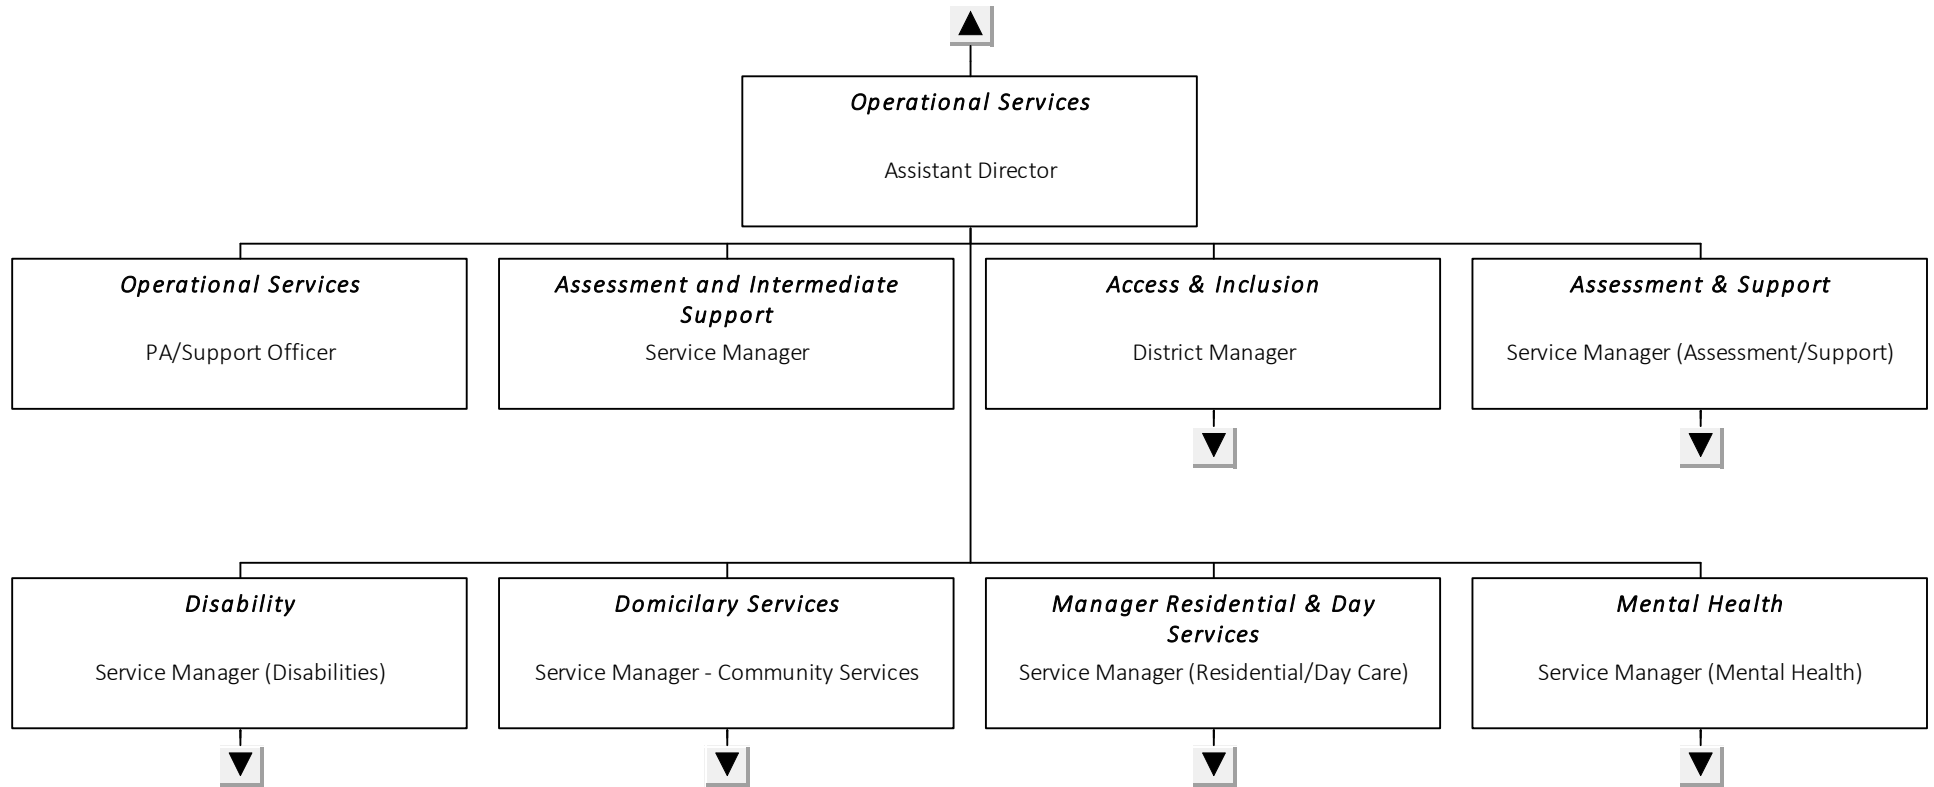 Operational Services
Assistant Director
Operational Services
PA/Support Officer
Assessment and Intermediate
Support
Service Manager
Access & Inclusion
District Manager
Assessment & Support
Service Manager (Assessment/Support)
Disability
Service Manager (Disabilities)
Domicilary Services
Service Manager - Community Services
Manager Residential & Day
Services
Service Manager (Residential/Day Care)
Mental Health
Service Manager (Mental Health)